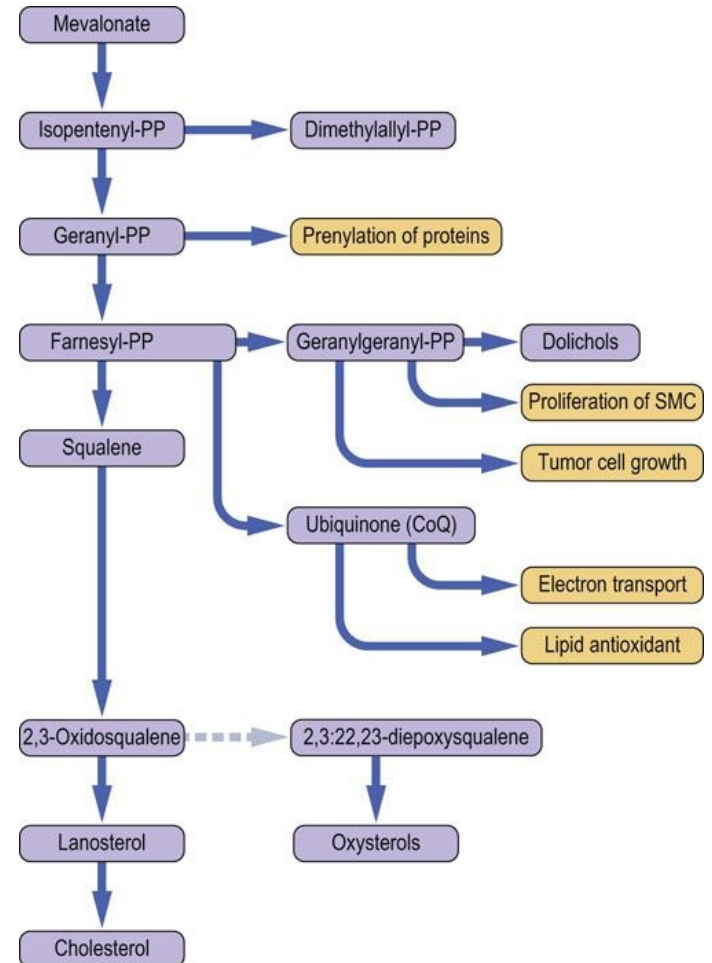 Mevalonate
Isopentenyl-PP
Dimethylallyl-PP
Geranyl-PP
Prenylation of proteins
Farnesyl-PP
Geranylgeranyl-PP
Dolichols
Proliferation of SMC
Squalene
Tumor cell growth
Ubiquinone (CoQ)
Electron transport
Lipid antioxidant
2,3-Oxidosqualene
2,3:22,23-diepoxysqualene
Lanosterol
Oxysterols
Cholesterol